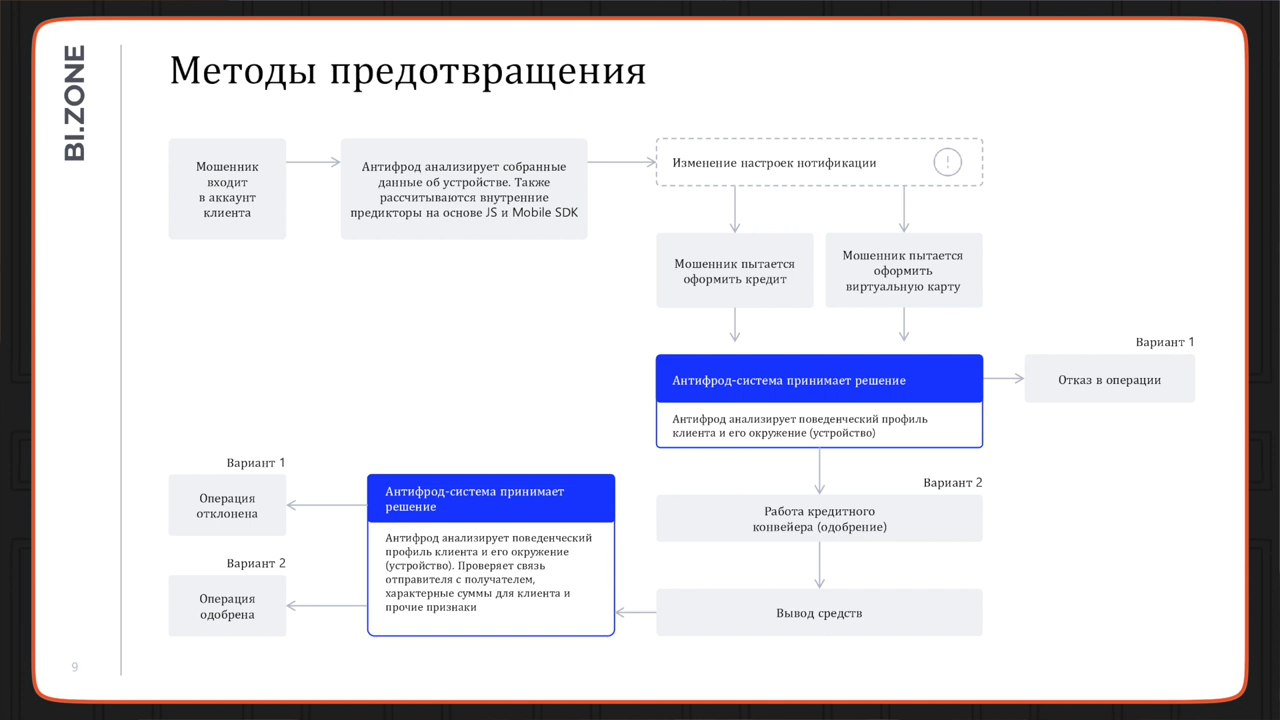 BI.ZONE
Методы предотвращения
Мошенник
входит
в аккаунт
клиента
Антифрод анализирует собранные
данные об устройстве. Также
рассчитываются внутренние
предикторы на основе JS и Mobile SDK
Изменение настроек нотификации
!
Мошенник пытается
оформить кредит
Мошенник пытается
оформить
виртуальную карту
Антифрод-система принимает решение
Антифрод анализирует поведенческий профиль
клиента и его окружение (устройство)
Вариант 1
Отказ в операции
Вариант 2
Работа кредитного
конвейера (одобрение)
Вывод средств
Антифрод-система принимает
решение
Антифрод анализирует поведенческий
профиль клиента и его окружение
(устройство). Проверяет связь
отправителя с получателем,
характерные суммы для клиента и
прочие признаки
Вариант 1
Операция
отклонена
Вариант 2
Операция
одобрена
9